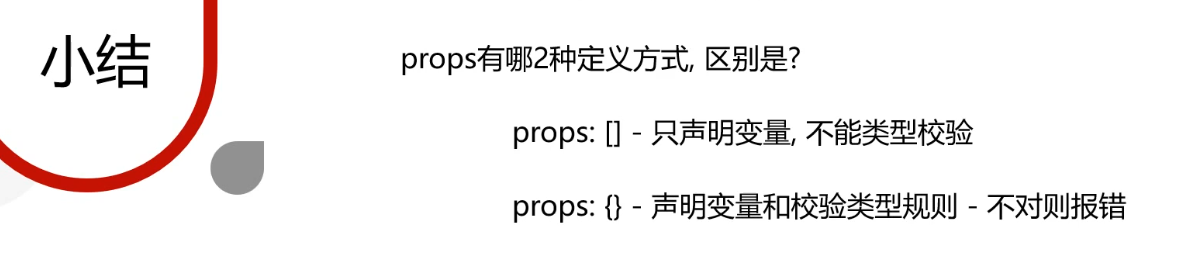 小结
props有哪2种定义方式, 区别是?
props: [] - 只声明变量, 不能类型校验
props: {} - 声明变量和校验类型规则 - 不对则报错